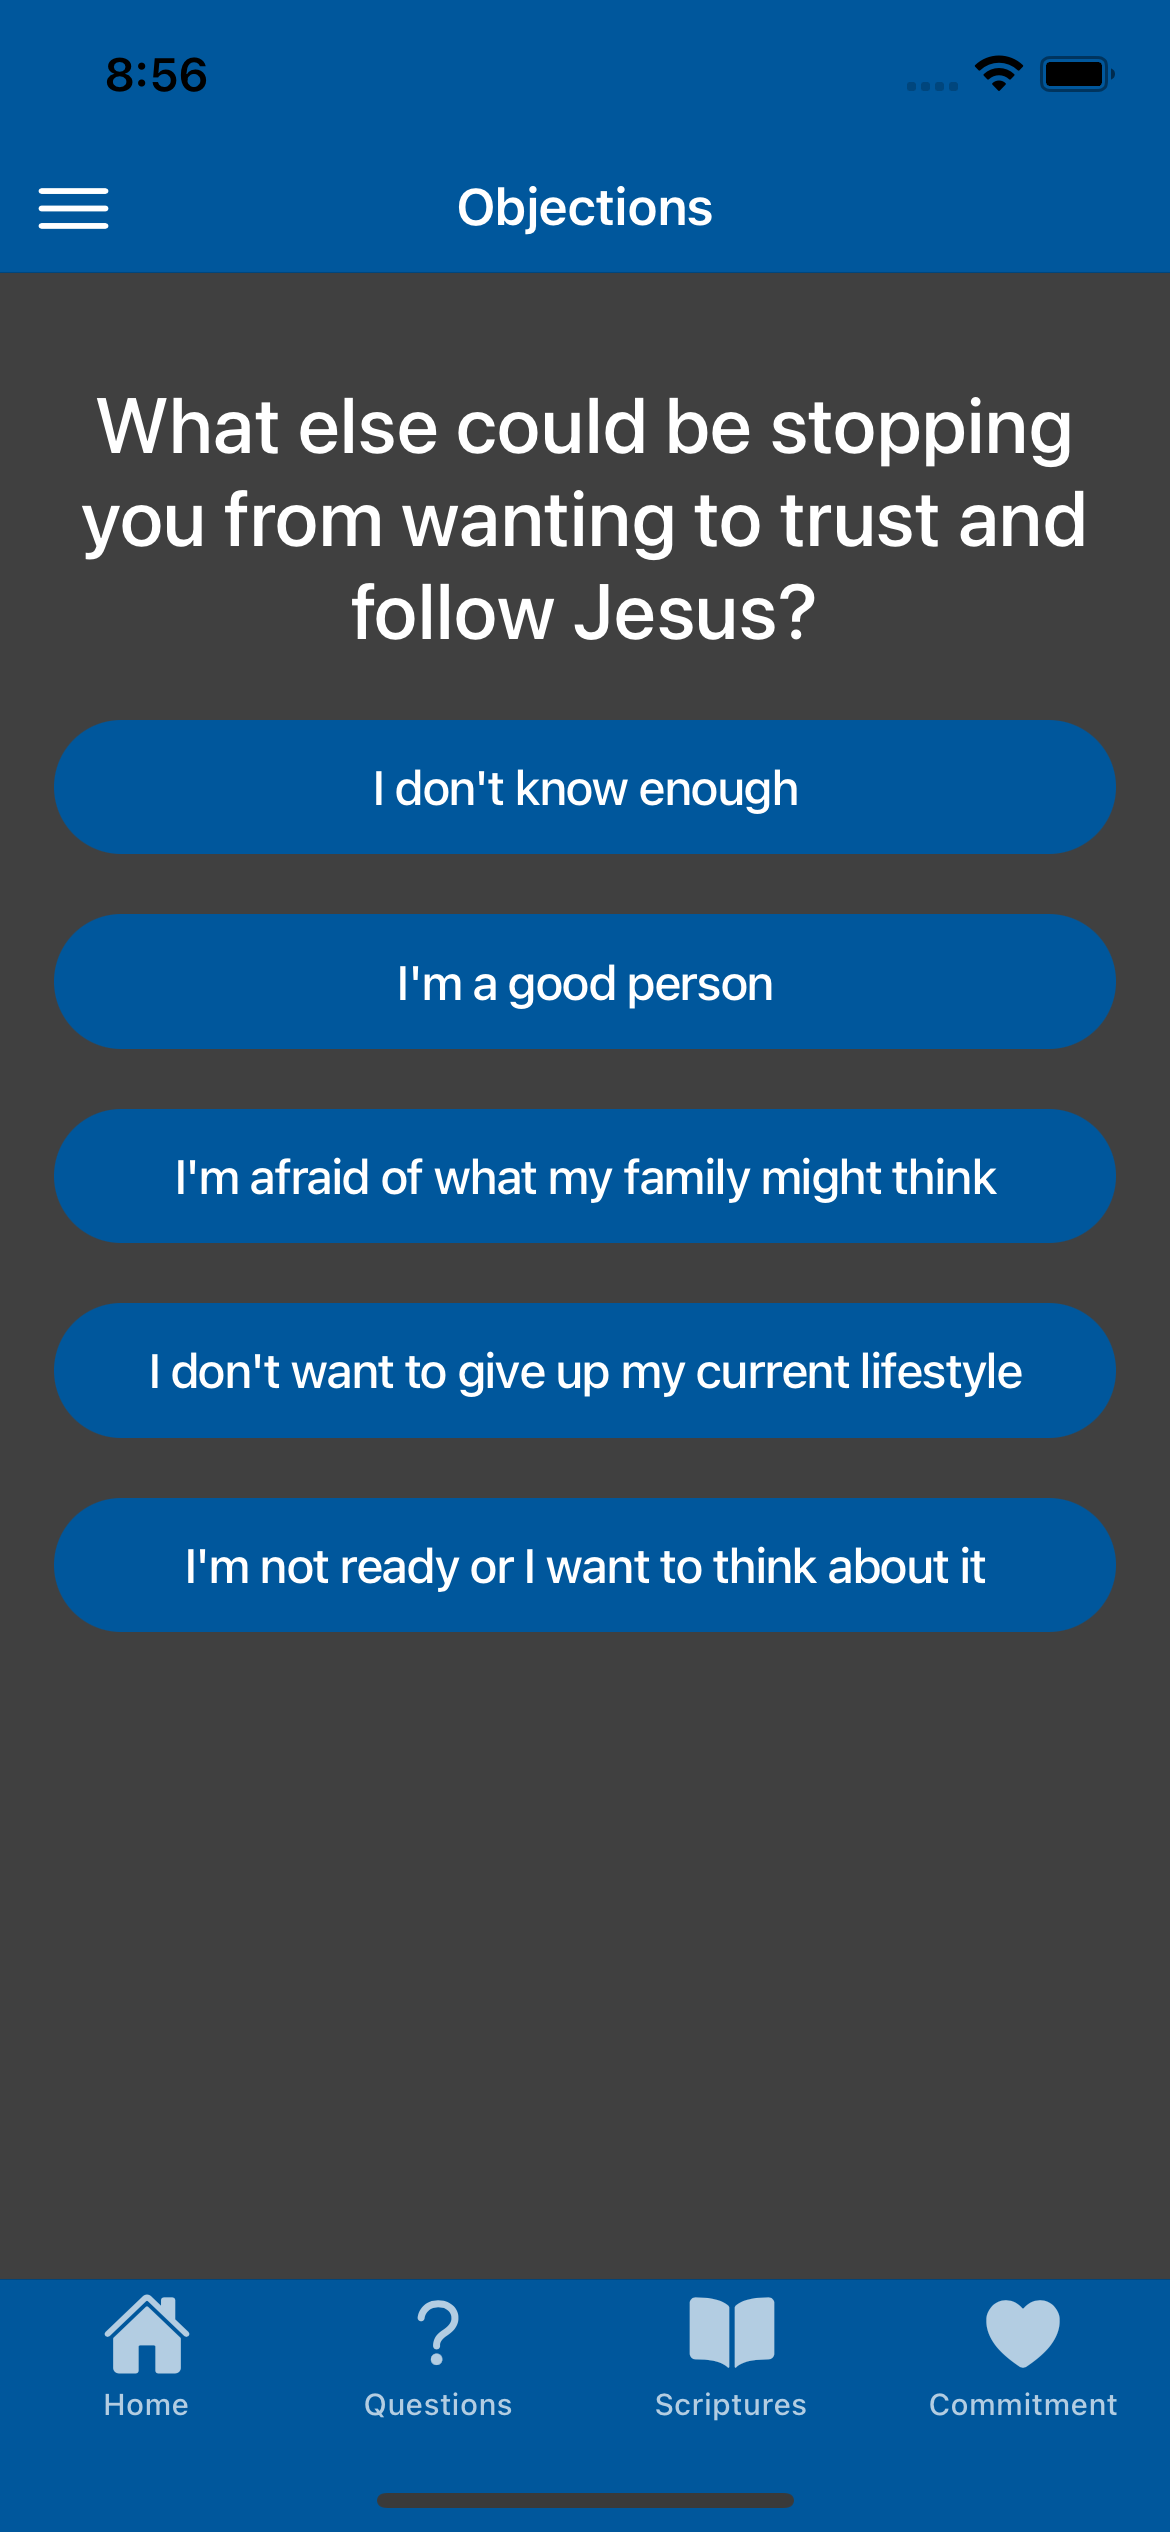 8:56
Objections
What else could be stopping
you from wanting to trust and
follow Jesus?
I don't know enough
I'm a good person
I'm afraid of what my family might think
I don't want to give up my current lifestyle
I'm not ready or I want to think about it
Home
Questions
Scriptures
Commitment